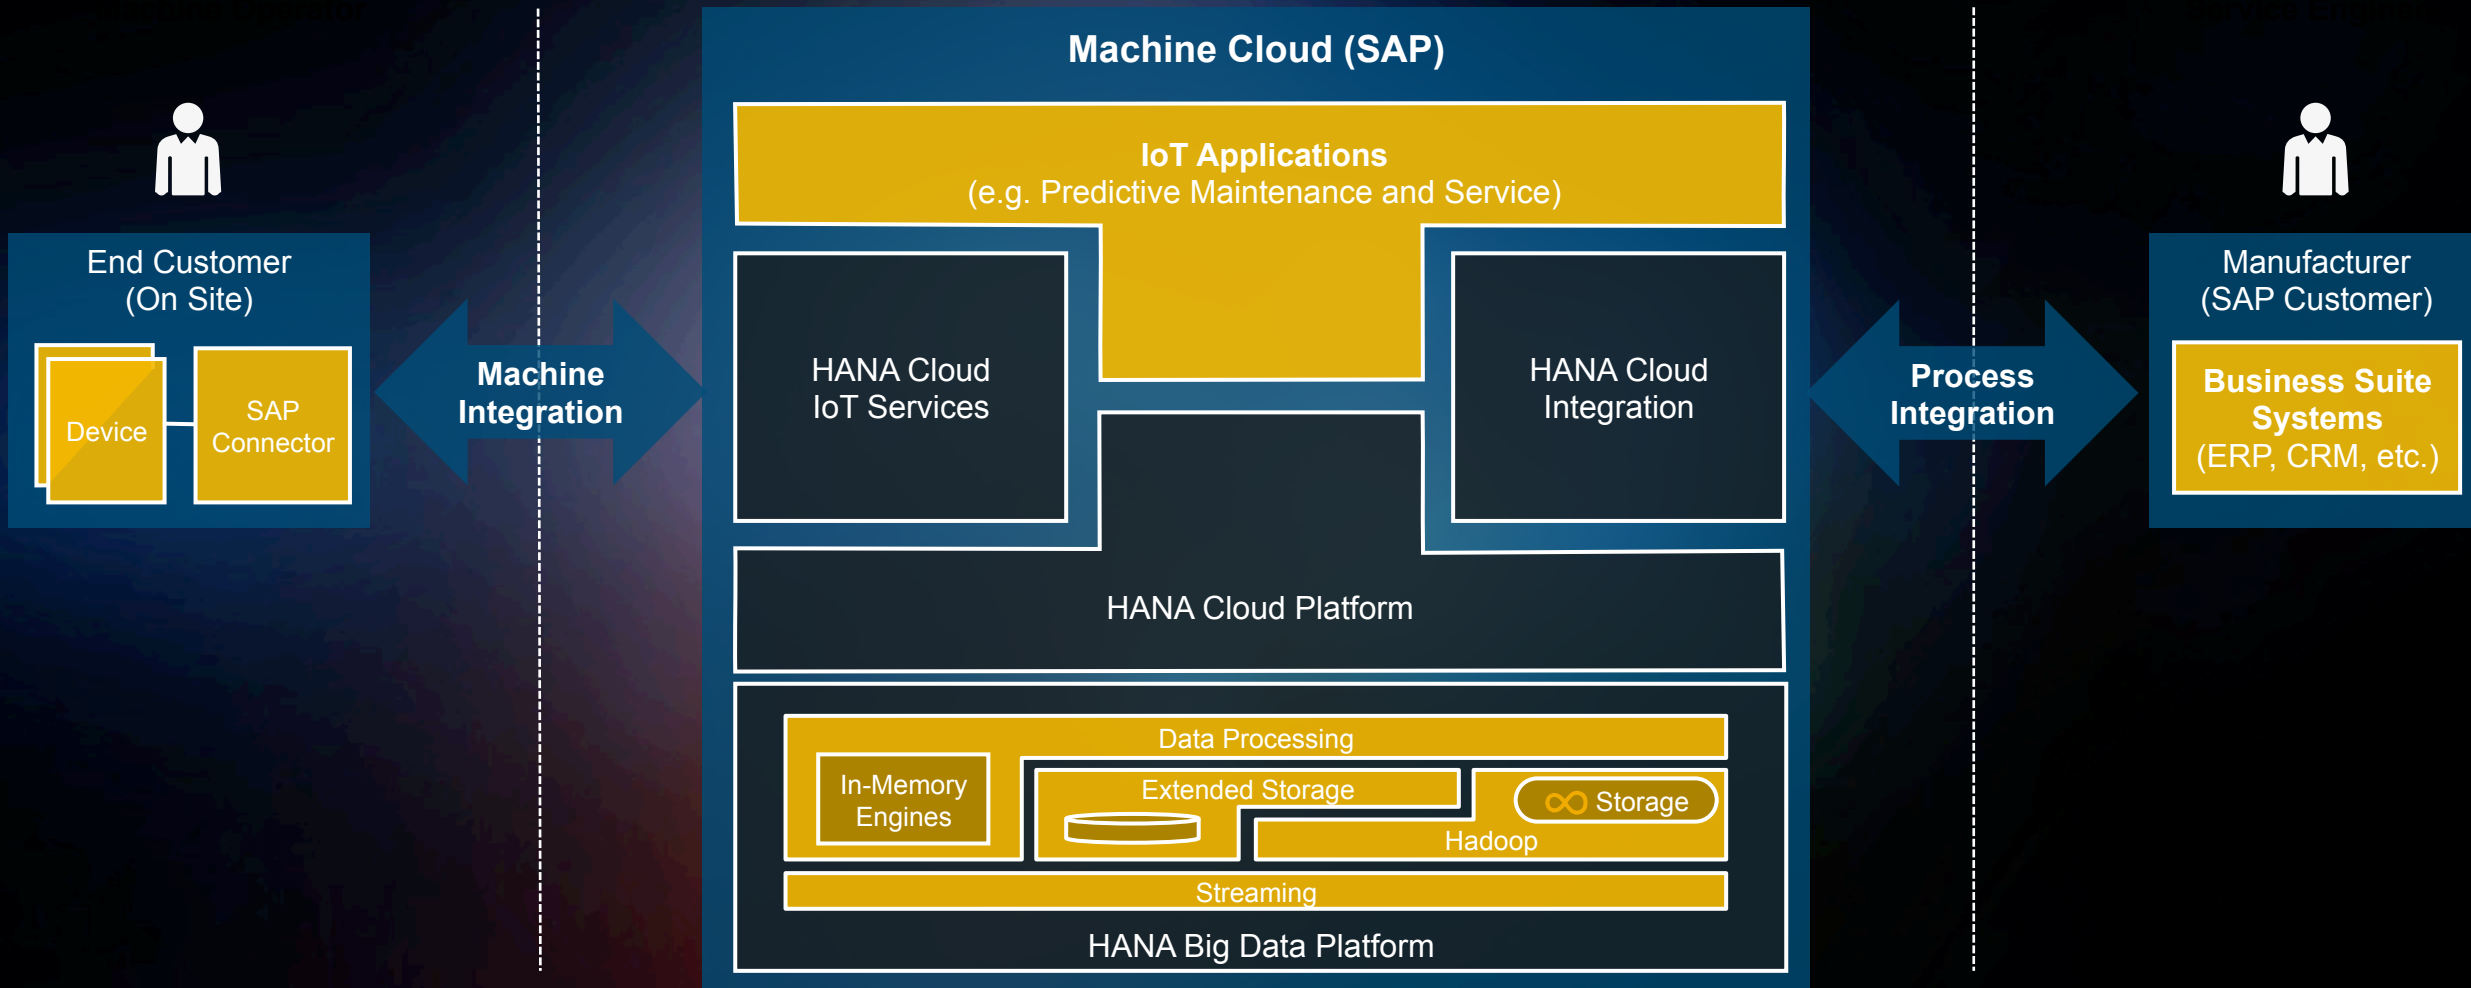 Machine Operator
Machine Cloud (SAP)
IoT Applications
(e.g. Predictive Maintenance and Service)
End Customer
(On Site)
Device
SAP
Connector
Machine
Integration
HANA Cloud
IoT Services
HANA Cloud
Integration
Process
Integration
Manufacturer
(SAP Customer)
Business Suite
Systems
(ERP, CRM, etc.)
HANA Cloud Platform
Data Processing
In-Memory
Engines
Extended Storage
∞ Storage
Hadoop
Streaming
HANA Big Data Platform